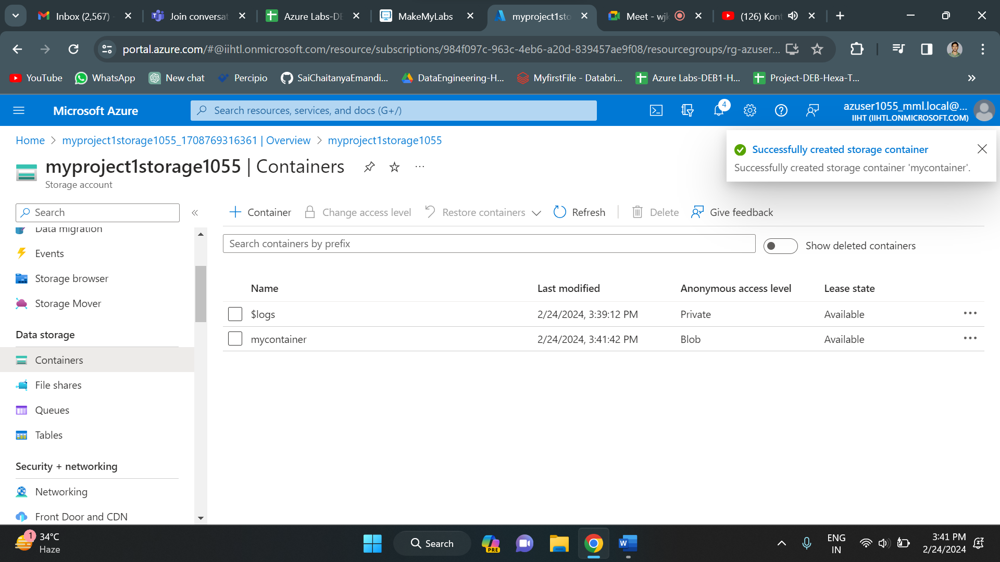 Inbox (2,567)
Join conversat
Azure Labs-DE
MakeMyLabs
myproject1sto
Meet - wjk
(126) Kont
portal.azure.com/#@iihtl.onmicrosoft.com/resource/subscriptions/984f097c-963c-4eb6-a20d-839457ae9f08/resourcegroups/rg-azuser...
YouTube
WhatsApp
New chat
Percipio
SaiChaitanyaEmandi...
DataEngineering-H...
MyfirstFile - Databri...
Azure Labs-DEB1-H...
Project-DEB-Hexa-T...
Microsoft Azure
Search resources, services, and docs (G+/)
4
azuser1055_mml.local@...
IIHT (IIHTL.ONMICROSOFT.COM)
Home > myproject1storage1055_1708769316361 | Overview > myproject1storage1055
Successfully created storage container
Successfully created storage container 'mycontainer'.
myproject1storage1055 | Containers
Storage account
Search
Container
Change access level
Restore containers
Refresh
Delete
Give feedback
Search containers by prefix
Show deleted containers
Data migration
Events
Storage browser
Storage Mover
Data storage
Containers
File shares
Queues
Tables
Security + networking
Networking
Front Door and CDN
Name Last modified Anonymous access level Lease state
$logs 2/24/2024, 3:39:12 PM Private Available
mycontainer 2/24/2024, 3:41:42 PM Blob Available
1
34°C
Haze
Search
PRE
W
ENG
IN
3:41 PM
2/24/2024